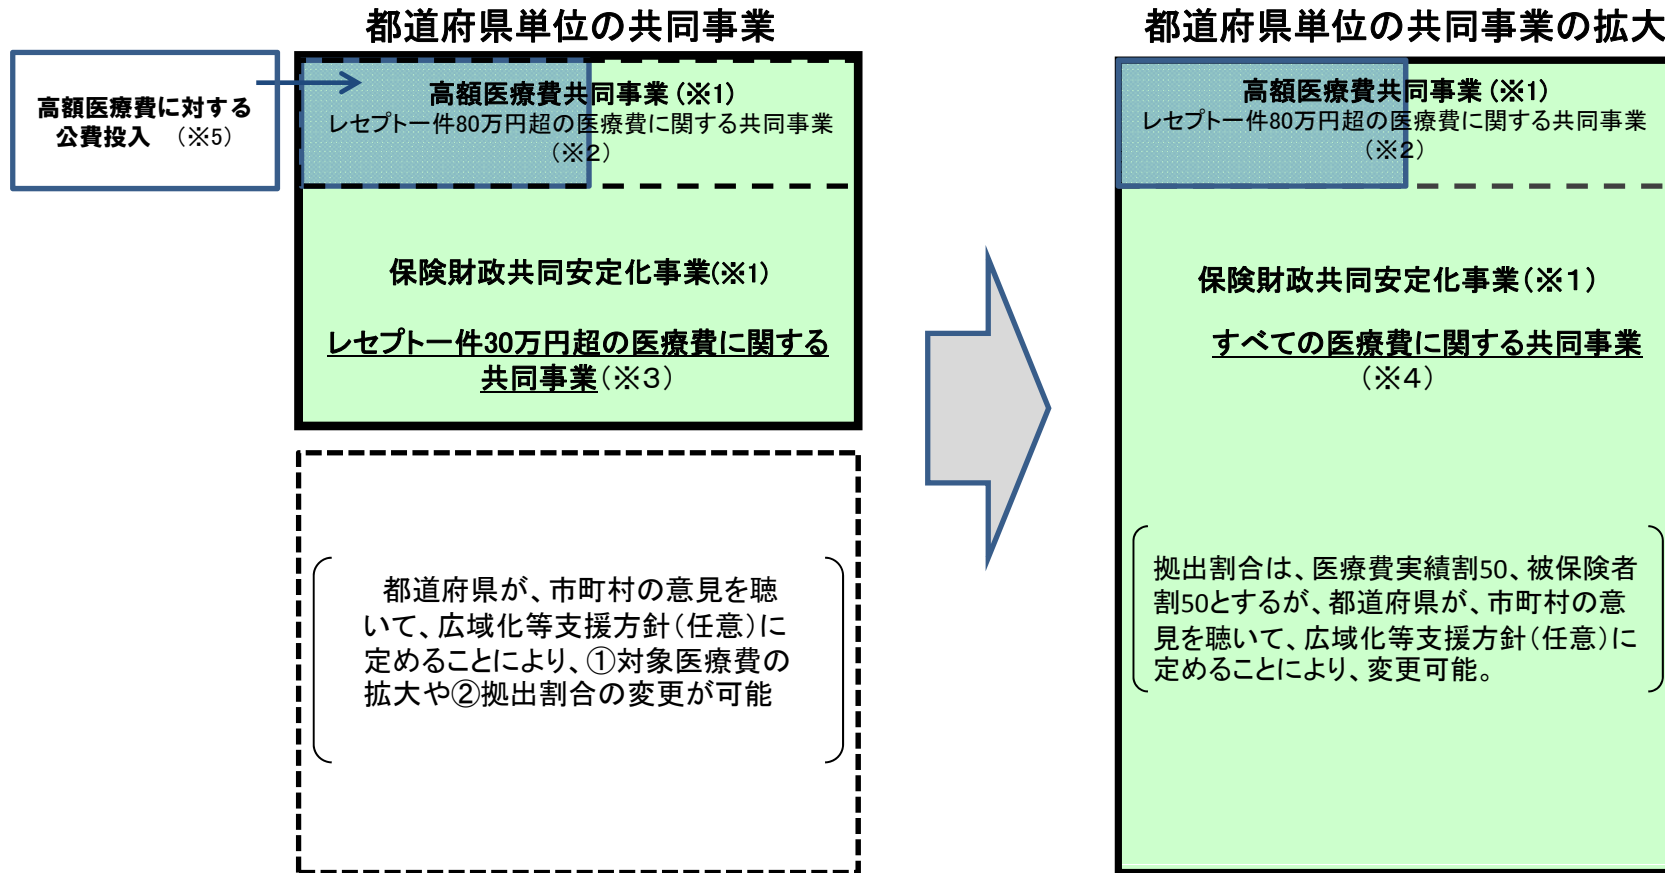 都道府県単位の共同事業
高額医療費に対する
公費投入　（※5）
高額医療費共同事業（※1）
レセプト一件80万円超の医療費に関する共同事業
（※2）
保険財政共同安定化事業(※1)
レセプト一件30万円超の医療費に関する
共同事業（※3）
都道府県が、市町村の意見を聴
いて、広域化等支援方針（任意）に
定めることにより、①対象医療費の
拡大や②拠出割合の変更が可能
都道府県単位の共同事業の拡大
高額医療費共同事業（※1）
レセプト一件80万円超の医療費に関する共同事業
（※2）
保険財政共同安定化事業（※１）
すべての医療費に関する共同事業
（※4）
拠出割合は、医療費実績割50、被保険者
割50とするが、都道府県が、市町村の意
見を聴いて、広域化等支援方針（任意）に
定めることにより、変更可能。